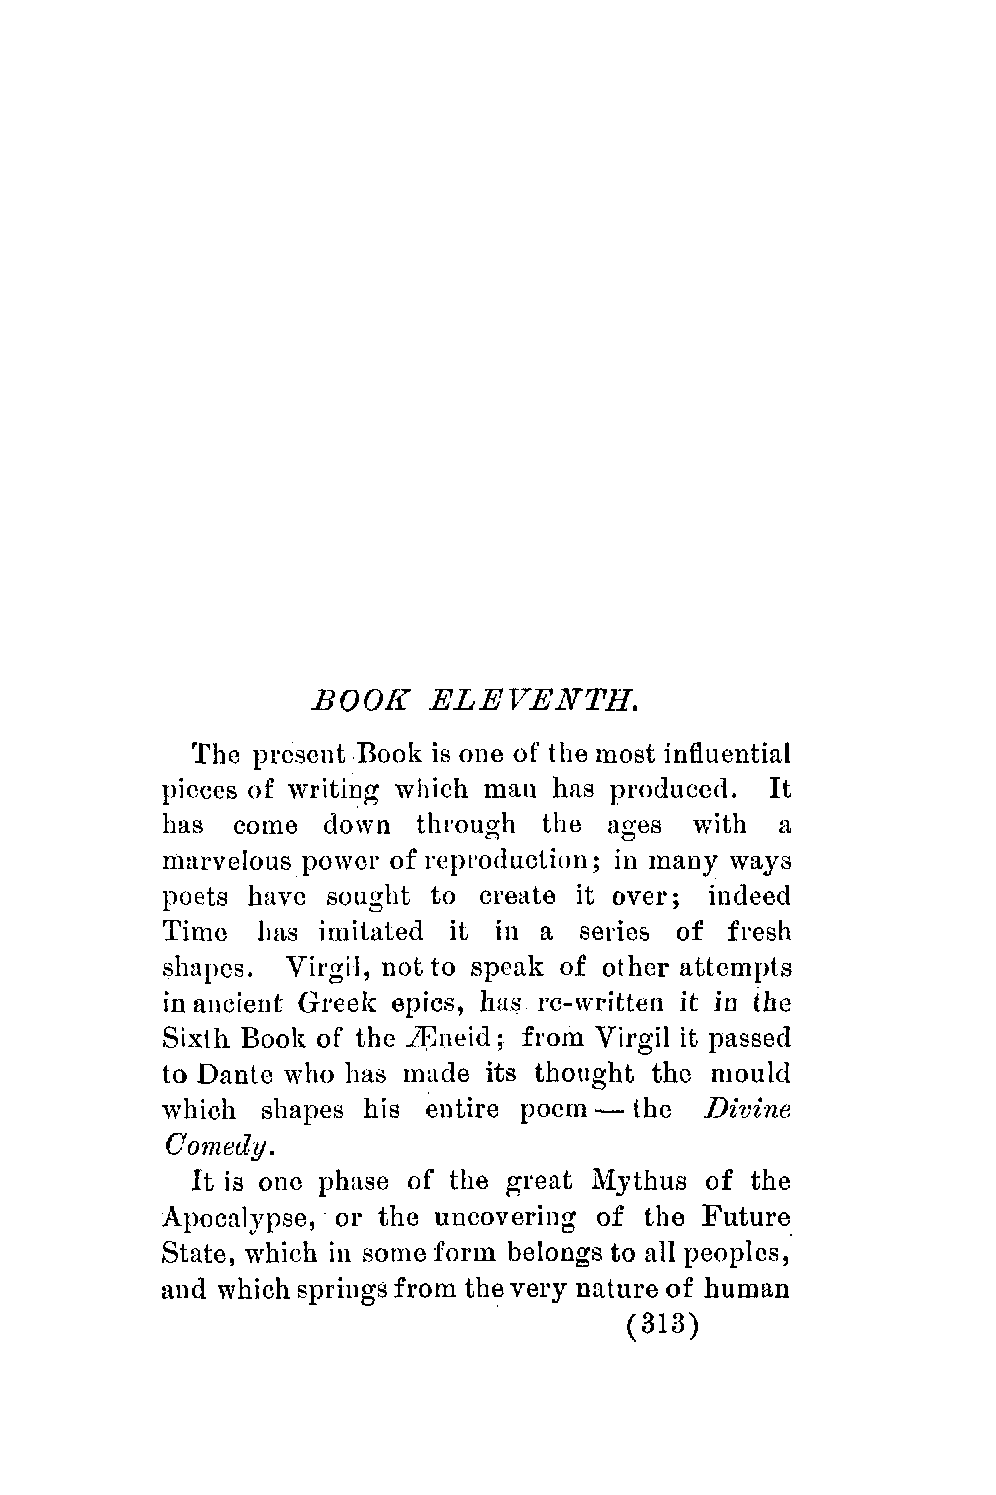 BOOK ELEVENTH.
The present Book is one of the most influential
pieces of writing which man has produced. It
has come down through the ages with a
marvelous power of reproduction; in many ways
poets have sought to create it over; indeed
Time has imitated it in a series of fresh
shapes. Virgil, not to speak of other attempts
in ancient Greek epics, has re-written it in the
Sixth Book of the Æneid; from Virgil it passed
to Dante who has made its thought the mould
which shapes his entire poem — the Divine
Comedy.
It is one phase of the great Mythus of the
Apocalypse, or the uncovering of the Future
State, which in some form belongs to all peoples,
and which springs from the very nature of human
(313)